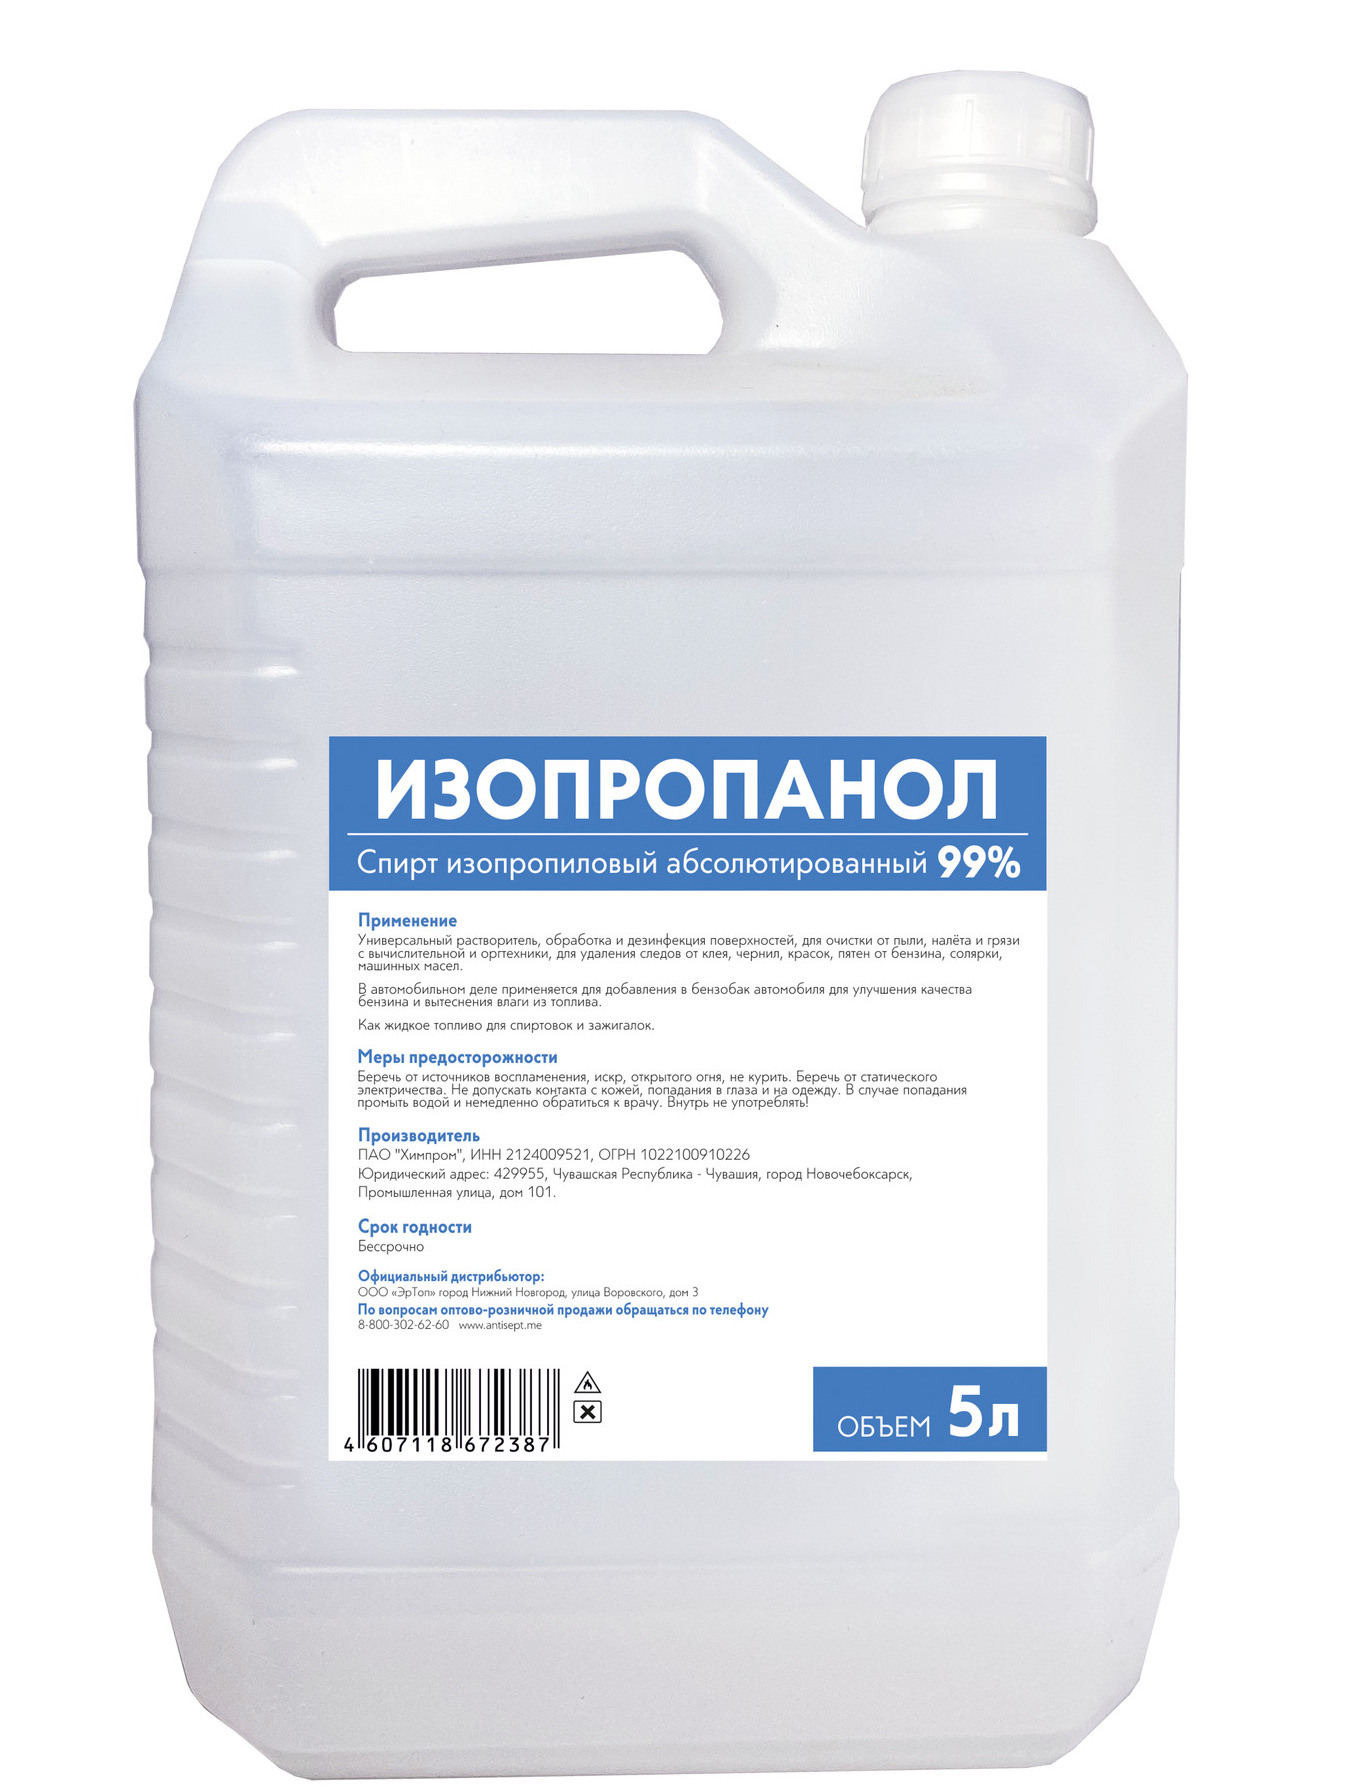 ИЗОПРОПАНОЛ
Спирт изопропиловый абсолютированный 99%
Применение
Универсальный растворитель, обработка и дезинфекция поверхностей, для очистки от пыли, налёта и грязи
с вычислительной и оргтехники, для удаления следов от клея, чернил, красок, пятен от бензина, солярки,
машинных масел.
В автомобильном деле применяется для добавления в бензобак автомобиля для улучшения качества
бензина и вытеснения влаги из топлива.
Как жидкое топливо для спиртовок и зажигалок.
Меры предосторожности
Беречь от источников воспламенения, искр, открытого огня, не курить. Беречь от статического
электричества. Не допускать контакта с кожей, попадания в глаза и на одежду. В случае попадания
промыть водой и немедленно обратиться к врачу. Внутрь не употреблять!
Производитель
ПАО "Химпром", ИНН 2124009521, ОГРН 1022100910226
Юридический адрес: 429955, Чувашская Республика - Чувашия, город Новочебоксарск,
Промышленная улица, дом 101.
Срок годности
Бессрочно
Официальный дистрибьютор:
ООО «ЭрТоп» город Нижний Новгород, улица Воровского, дом 3
По вопросам оптово-розничной продажи обращаться по телефону
8-800-302-62-60 www.antisept.me
4 607118 672387
ОБЪЕМ 5л